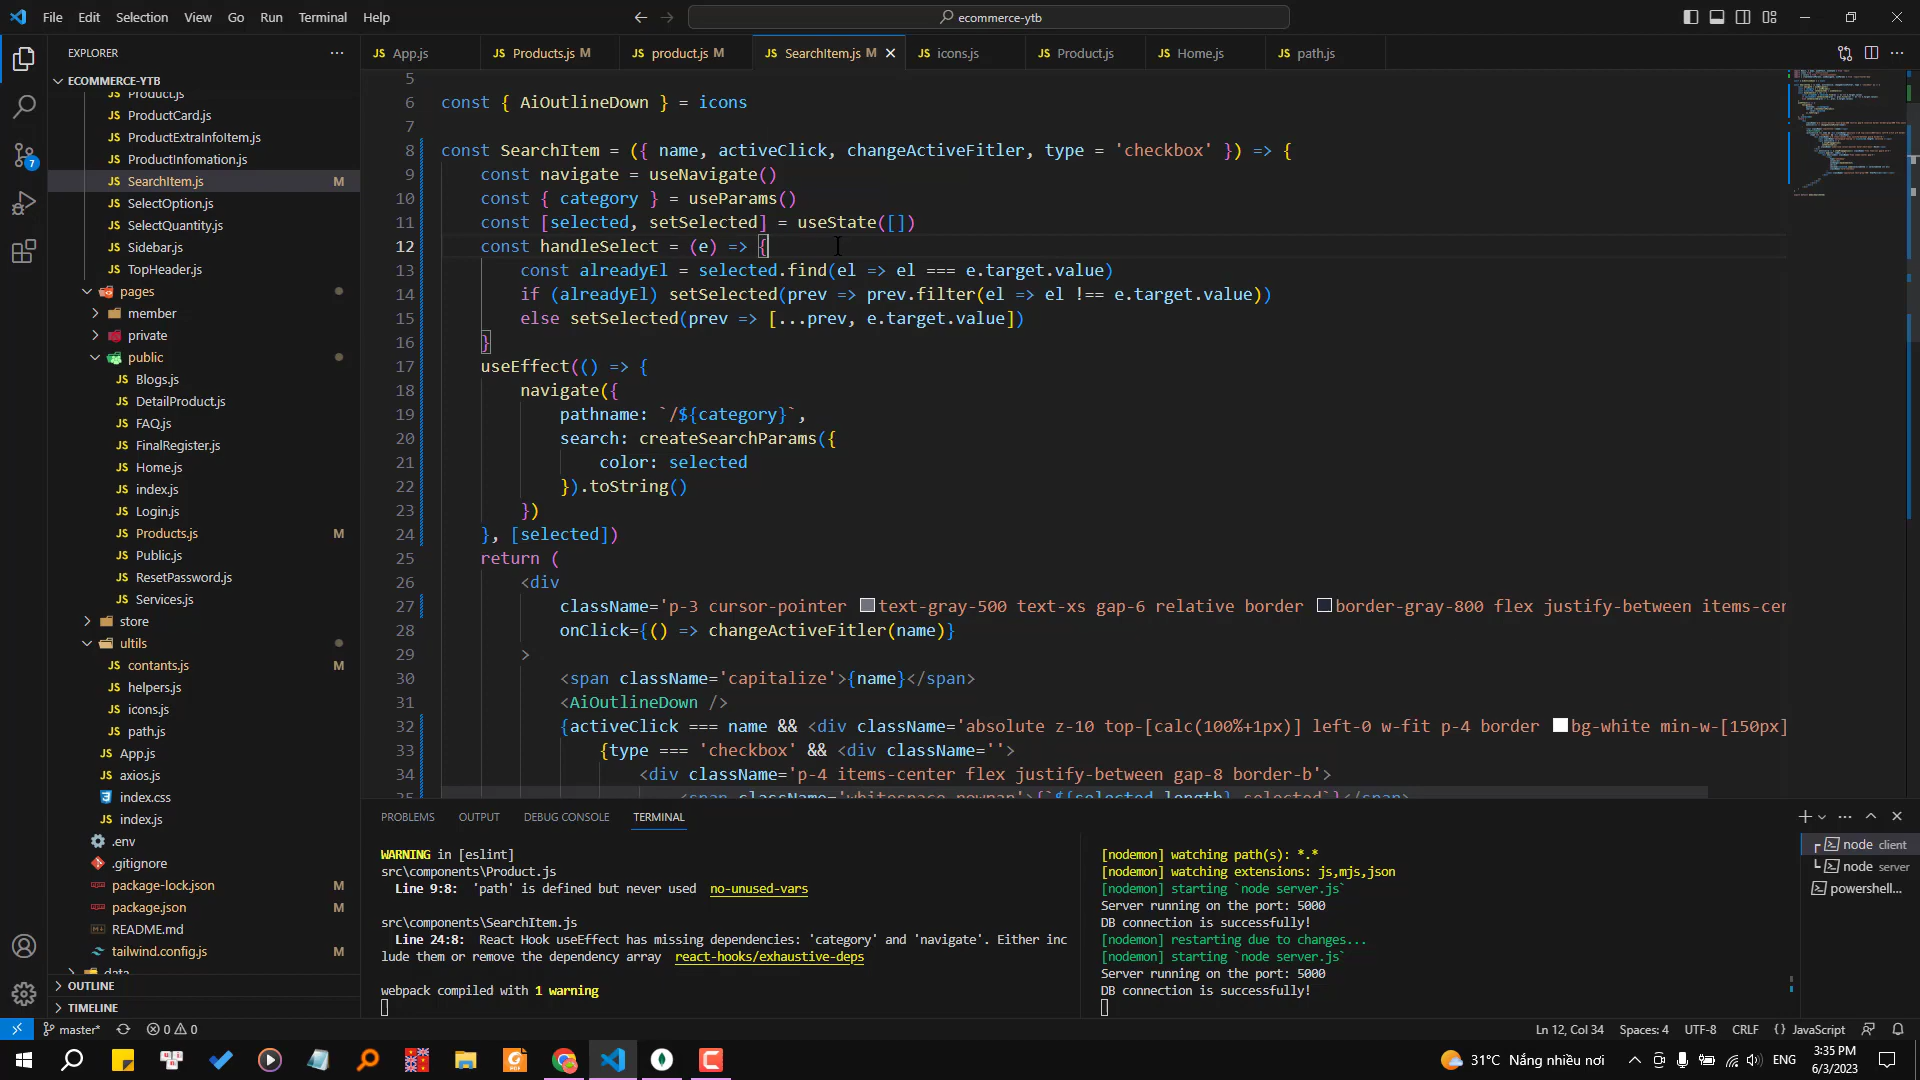 File Edit Selection View Go Run Terminal Help
ecommerce-ytb
EXPLORER
ECOMMERCE-YTB
Product.js
ProductCard.js
ProductExtraInfoItem.js
ProductInfomation.js
SearchItem.js M
SelectOption.js
SelectQuantity.js
Sidebar.js
TopHeader.js
pages
member
private
public
Blogs.js
DetailProduct.js
FAQ.js
FinalRegister.js
Home.js
index.js
Login.js
Products.js M
Public.js
ResetPassword.js
Services.js
store
ultils
contants.js M
helpers.js
icons.js
path.js
App.js
axios.js
index.css
index.js
.env
.gitignore
package-lock.json M
package.json M
README.md
tailwind.config.js M
data
OUTLINE
TIMELINE
7
App.js Products.js M product.js M SearchItem.js M icons.js Product.js Home.js path.js
5
6 const { AiOutlineDown } = icons
7
8 const SearchItem = ({ name, activeClick, changeActiveFitler, type = 'checkbox' }) => {
9 const navigate = useNavigate()
10 const { category } = useParams()
11 const [selected, setSelected] = useState([])
12 const handleSelect = (e) => {
13 const alreadyEl = selected.find(el => el === e.target.value)
14 if (alreadyEl) setSelected(prev => prev.filter(el => el !== e.target.value))
15 else setSelected(prev => [...prev, e.target.value])
16 }
17 useEffect(() => {
18 navigate({
19 pathname: `/${category}`,
20 search: createSearchParams({
21 color: selected
22 }).toString()
23 })
24 }, [selected])
25 return (
26 <div
27 className='p-3 cursor-pointer text-gray-500 text-xs gap-6 relative border border-gray-800 flex justify-between items-cen
28 onClick={() => changeActiveFitler(name)}
29 >
30 <span className='capitalize'>{name}</span>
31 <AiOutlineDown />
32 {activeClick === name && <div className='absolute z-10 top-[calc(100%+1px)] left-0 w-fit p-4 border bg-white min-w-[150px]
33 {type === 'checkbox' && <div className=''>
34 <div className='p-4 items-center flex justify-between gap-8 border-b'>
35 <span className='whitespace-nowrap'>{`${selected.length} selected`}</span>
PROBLEMS OUTPUT DEBUG CONSOLE TERMINAL
WARNING in [eslint]
src\components\Product.js
Line 9:8: 'path' is defined but never used no-unused-vars
src\components\SearchItem.js
Line 24:8: React Hook useEffect has missing dependencies: 'category' and 'navigate'. Either inc
lude them or remove the dependency array react-hooks/exhaustive-deps
webpack compiled with 1 warning
[nodemon] watching path(s): *.*
[nodemon] watching extensions: js,mjs,json
[nodemon] starting `node server.js`
Server running on the port: 5000
DB connection is successfully!
[nodemon] restarting due to changes...
[nodemon] starting `node server.js`
Server running on the port: 5000
DB connection is successfully!
node client
node server
powershell...
master* 0 0
Ln 12, Col 34 Spaces: 4 UTF-8 CRLF {} JavaScript
31°C Nắng nhiều nơi ENG 3:35 PM
6/3/2023